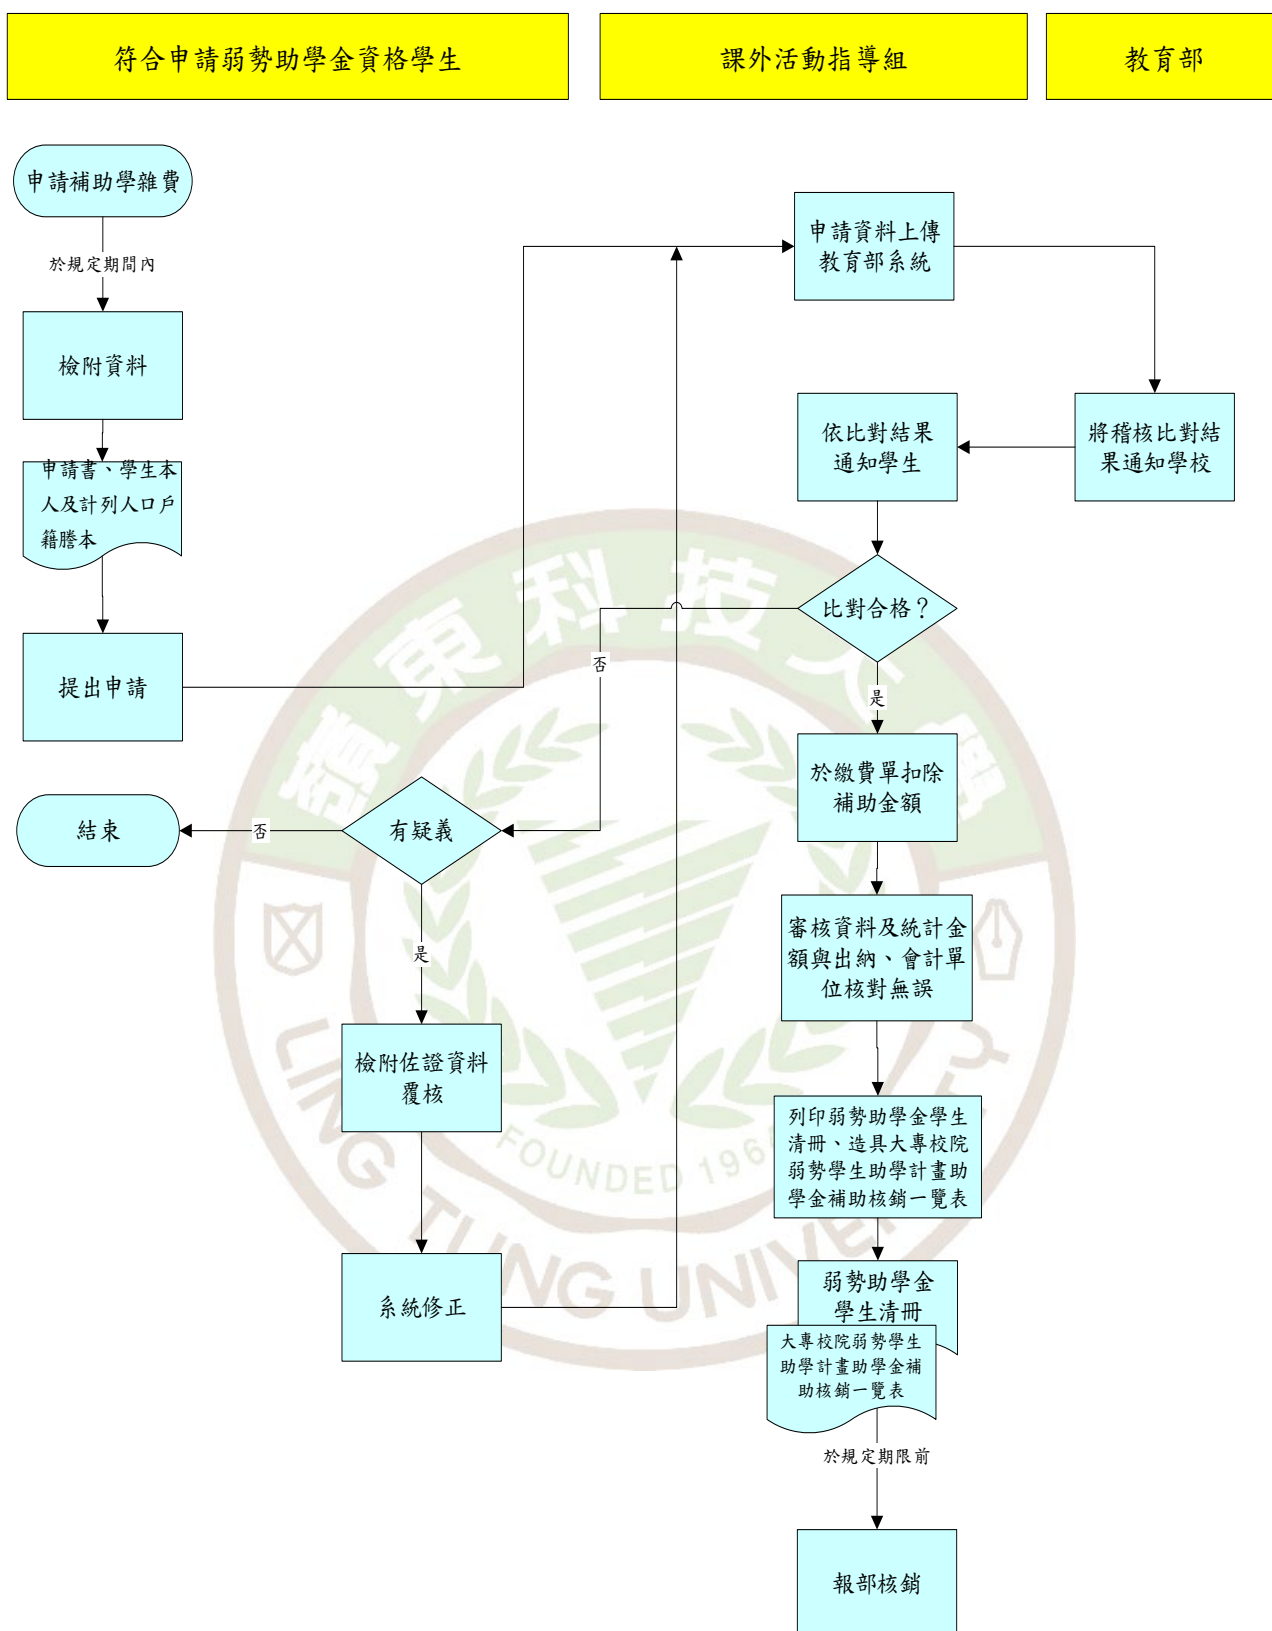 符合申請弱勢助學金資格學生
課外活動指導組
教育部
申請補助學雜費
於規定期間內
檢附資料
申請書、學生本
人及計列人口戶
籍謄本
提出申請
申請資料上傳
教育部系統
將稽核比對結
果通知學校
依比對結果
通知學生
比對合格？
否
是
有疑義
否
結束
是
檢附佐證資料
覆核
系統修正
於繳費單扣除
補助金額
審核資料及統計金
額與出納、會計單
位核對無誤
列印弱勢助學金學生
清冊、造具大專校院
弱勢學生助學計畫助
學金補助核銷一覽表
弱勢助學金
學生清冊
大專校院弱勢學生
助學計畫助學金補
助核銷一覽表
於規定期限前
報部核銷
嶺東科技大學
FOUNDED 196
LING TUNG UNIVE